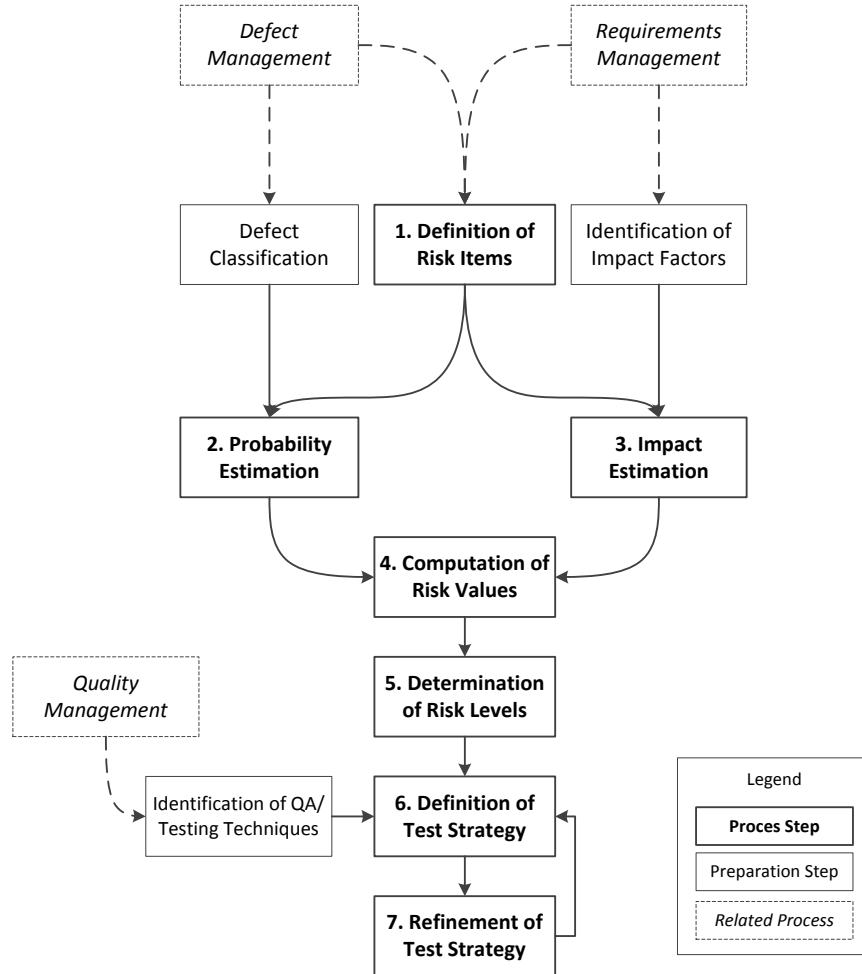 Defect
Management
Requirements
Management
Defect
Classification
1. Definition of
Risk Items
Identification of
Impact Factors
2. Probability
Estimation
3. Impact
Estimation
4. Computation of
Risk Values
Quality
Management
5. Determination
of Risk Levels
Identification of QA/
Testing Techniques
6. Definition of
Test Strategy
7. Refinement of
Test Strategy
Legend
Proces Step
Preparation Step
Related Process